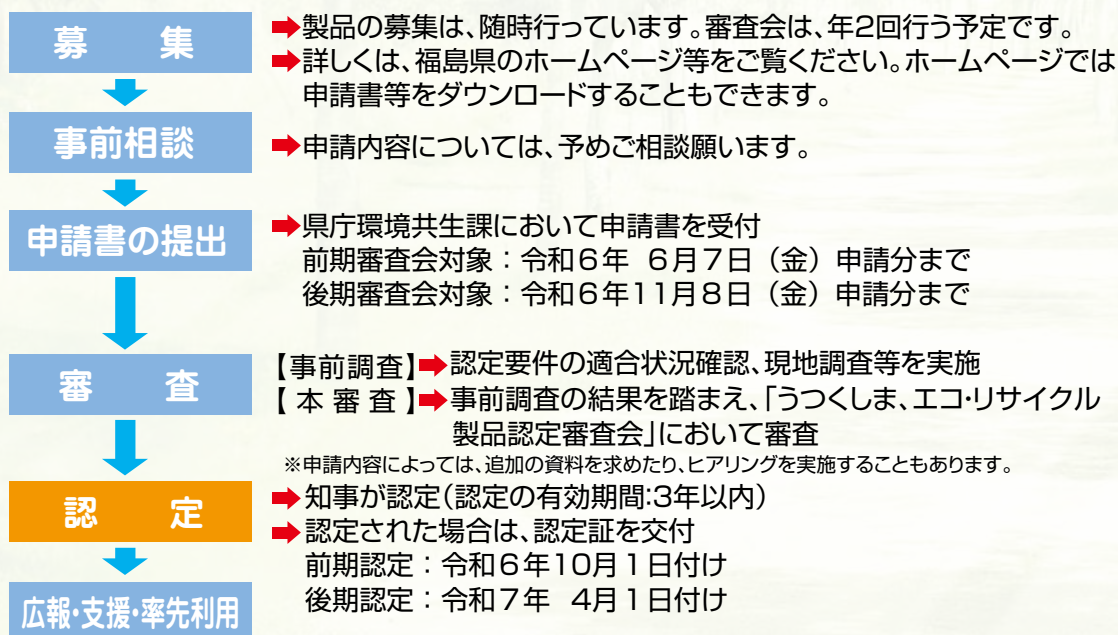 募　集
➡製品の募集は、随時行っています。審査会は、年2回行う予定です。
➡詳しくは、福島県のホームページ等をご覧ください。ホームページでは
申請書等をダウンロードすることもできます。
事前相談
➡申請内容については、予めご相談願います。
申請書の提出
➡県庁環境共生課において申請書を受付
前期審査会対象：令和6年 6月7日（金）申請分まで
後期審査会対象：令和6年11月8日（金）申請分まで
審　査
【事前調査】➡認定要件の適合状況確認、現地調査等を実施
【本審査】➡事前調査の結果を踏まえ、「うつくしま、エコ・リサイクル
製品認定審査会」において審査
※申請内容によっては、追加の資料を求めたり、ヒアリングを実施することもあります。
認　定
➡知事が認定（認定の有効期間:3年以内）
➡認定された場合は、認定証を交付
前期認定：令和6年10月1日付け
後期認定：令和7年 4月1日付け
広報・支援・率先利用